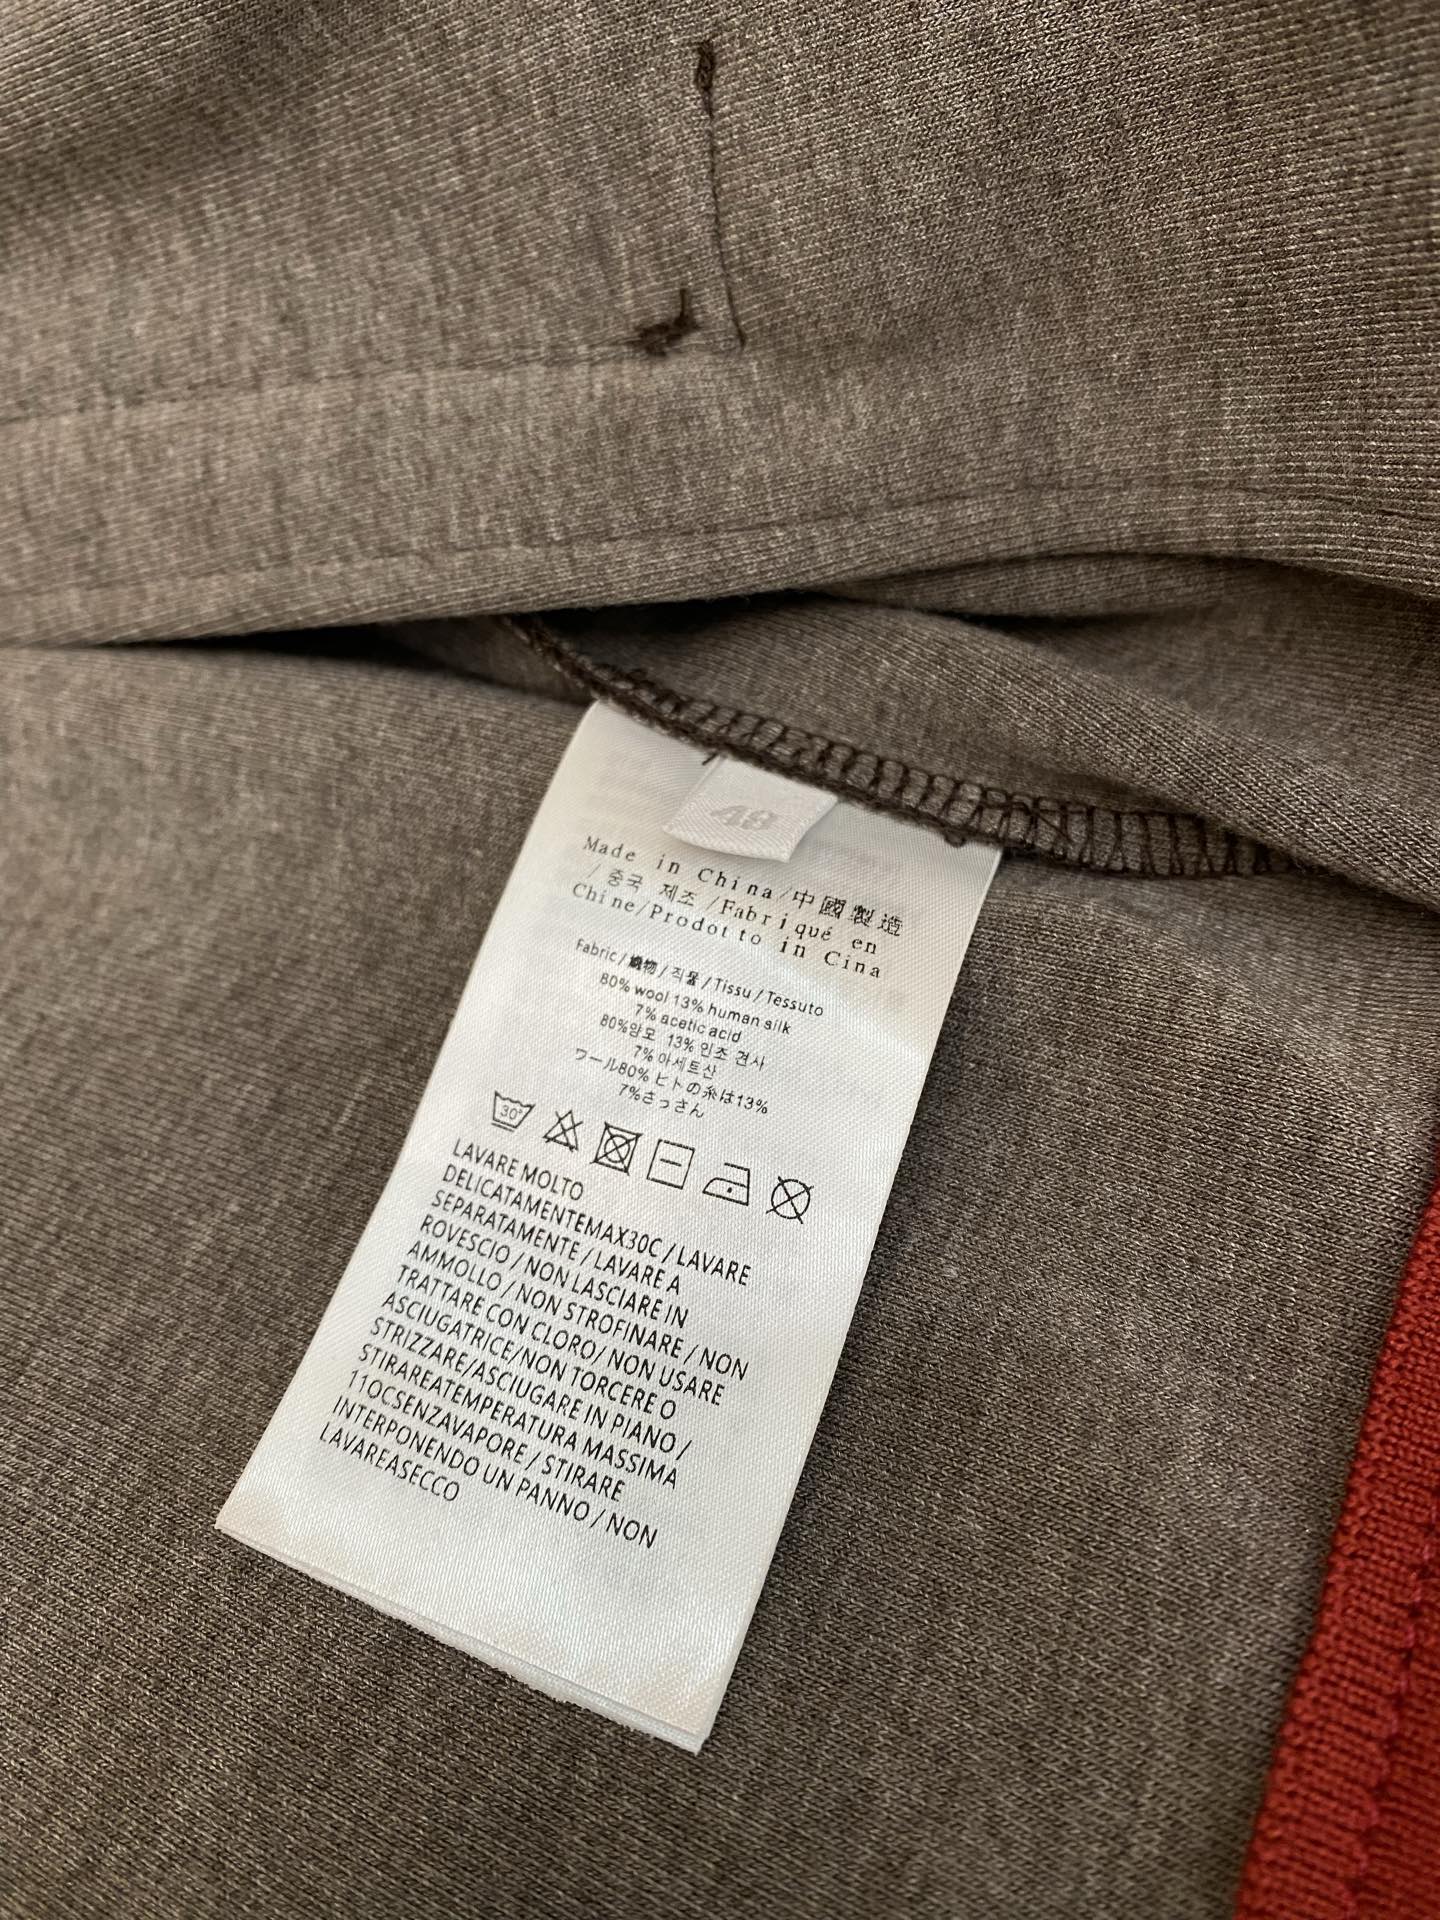 48
Made in China/中國製造
/ 중국 제조 /Fabriqué en
Chine/Prodotto in Cina
Fabric/織物/직물/Tissu/Tessuto
80% wool 13% human silk
7% acetic acid
80%양모 13% 인조 견사
7% 아세트산
ワール80% ヒトの糸は13%
7%さっさん
30°
LAVARE MOLTO
DELICATAMENTEMAX30C / LAVARE
SEPARATAMENTE / LAVARE A
ROVESCIO / NON LASCIARE IN
AMMOLLO / NON STROFINARE / NON
TRATTARE CON CLORO/ NON USARE
ASCIUGATRICE/NON TORCERE O
STRIZZARE/ASCIUGARE IN PIANO /
STIRAREATEMPERATURA MASSIMA
110CSENZAVAPORE / STIRARE
INTERPONENDO UN PANNO / NON
LAVAREASECCO